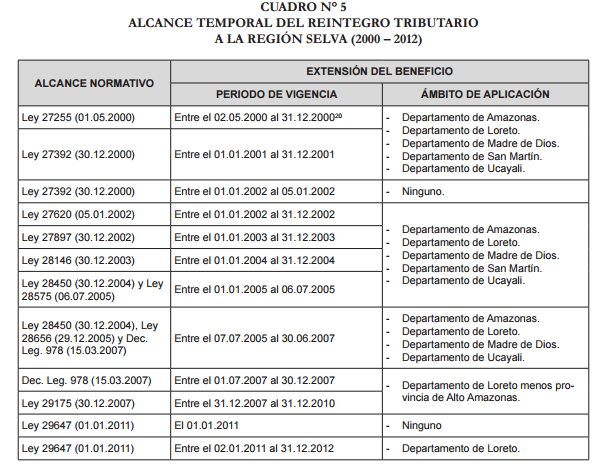 CUADRO N° 5
ALCANCE TEMPORAL DEL REINTEGRO TRIBUTARIO
A LA REGIÓN SELVA (2000 – 2012)
ALCANCE NORMATIVO
EXTENSIÓN DEL BENEFICIO
PERIODO DE VIGENCIA
ÁMBITO DE APLICACIÓN
Ley 27255 (01.05.2000)
Entre el 02.05.2000 al 31.12.2000²⁰
Ley 27392 (30.12.2000)
Entre el 01.01.2001 al 31.12.2001
- Departamento de Amazonas.
- Departamento de Loreto.
- Departamento de Madre de Dios.
- Departamento de San Martín.
- Departamento de Ucayali.
Ley 27392 (30.12.2000)
Entre el 01.01.2002 al 05.01.2002
- Ninguno.
Ley 27620 (05.01.2002)
Entre el 01.01.2002 al 31.12.2002
Ley 27897 (30.12.2002)
Entre el 01.01.2003 al 31.12.2003
Ley 28146 (30.12.2003)
Entre el 01.01.2004 al 31.12.2004
Ley 28450 (30.12.2004) y Ley
28575 (06.07.2005)
Entre el 01.01.2005 al 06.07.2005
- Departamento de Amazonas.
- Departamento de Loreto.
- Departamento de Madre de Dios.
- Departamento de San Martín.
- Departamento de Ucayali.
Ley 28450 (30.12.2004), Ley
28656 (29.12.2005) y Dec.
Leg. 978 (15.03.2007)
Entre el 07.07.2005 al 30.06.2007
- Departamento de Amazonas.
- Departamento de Loreto.
- Departamento de Madre de Dios.
- Departamento de Ucayali.
Dec. Leg. 978 (15.03.2007)
Entre el 01.07.2007 al 30.12.2007
Ley 29175 (30.12.2007)
Entre el 31.12.2007 al 31.12.2010
- Departamento de Loreto menos pro-
vincia de Alto Amazonas.
Ley 29647 (01.01.2011)
El 01.01.2011
- Ninguno
Ley 29647 (01.01.2011)
Entre el 02.01.2011 al 31.12.2012
- Departamento de Loreto.